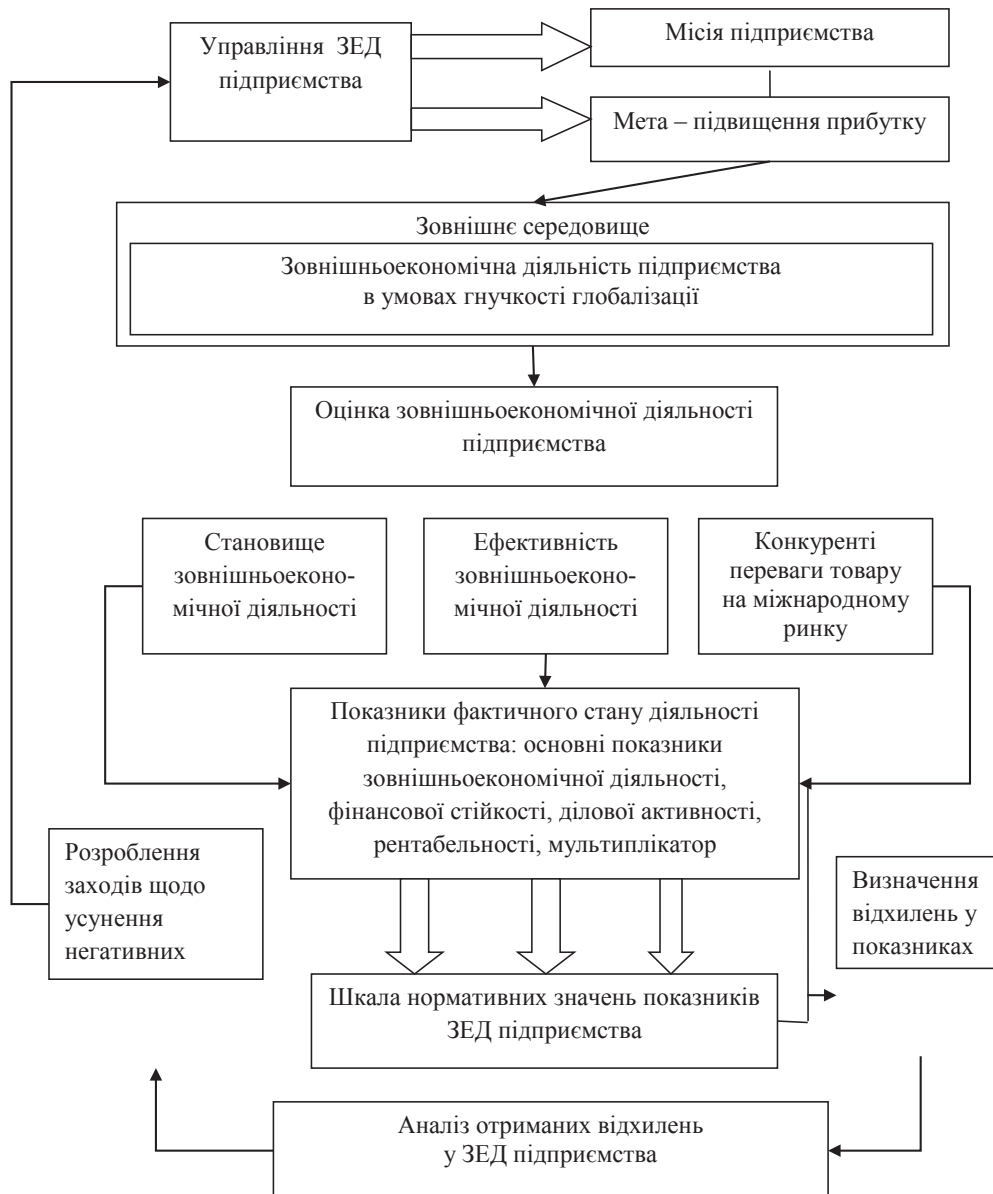 Управління ЗЕД
підприємства
Місія підприємства
Мета – підвищення прибутку
Зовнішнє середовище
Зовнішньоекономічна діяльність підприємства
в умовах гнучкості глобалізації
Оцінка зовнішньоекономічної діяльності
підприємства
Становище
зовнішньоеконо-
мічної діяльності
Ефективність
зовнішньоеконо-
мічної діяльності
Конкуренті
переваги товару
на міжнародному
ринку
Показники фактичного стану діяльності
підприємства: основні показники
зовнішньоекономічної діяльності,
фінансової стійкості, ділової активності,
рентабельності, мультиплікатор
Розроблення
заходів щодо
усунення
негативних
Визначення
відхилень у
показниках
Шкала нормативних значень показників
ЗЕД підприємства
Аналіз отриманих відхилень
у ЗЕД підприємства